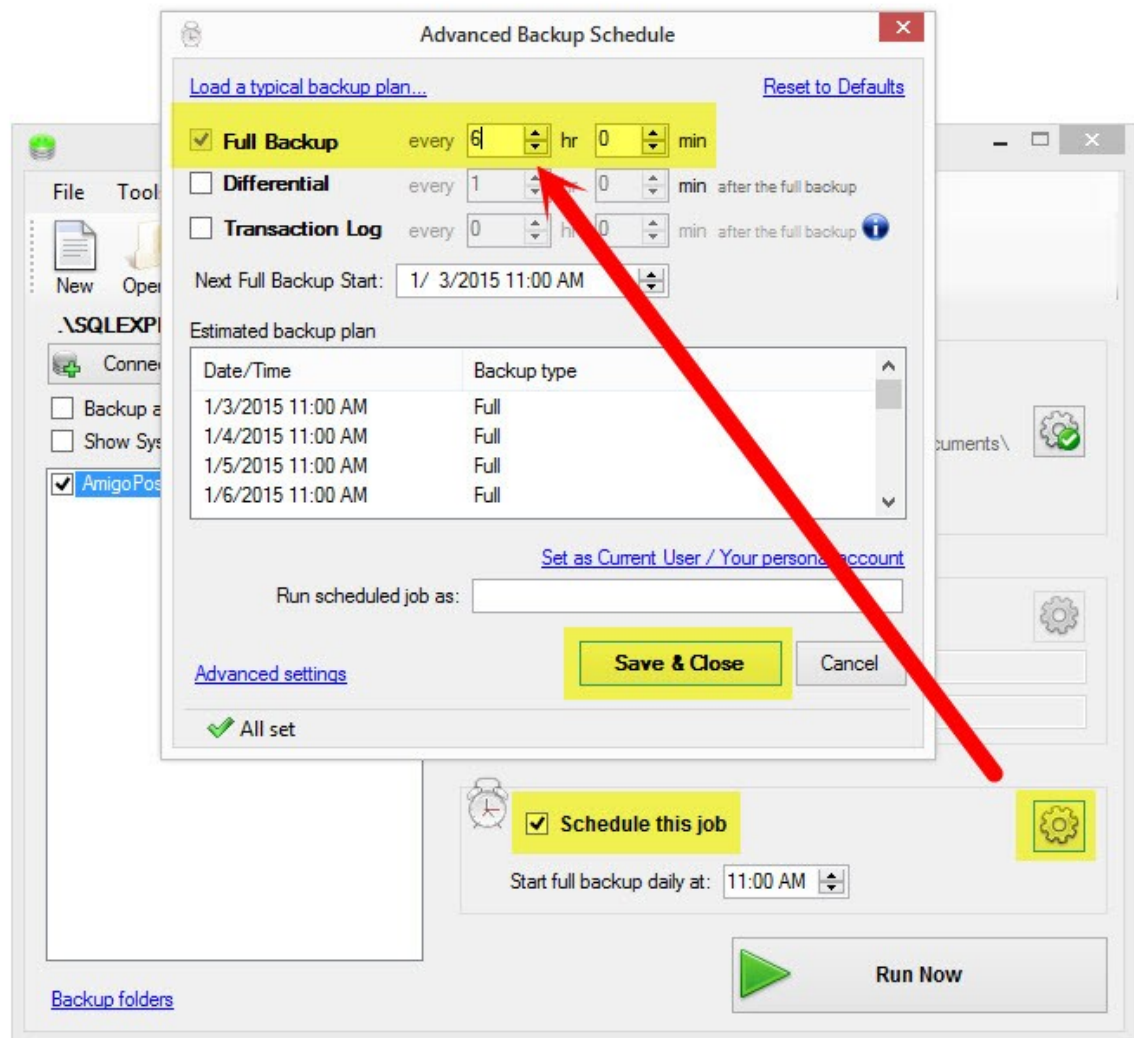 Advanced Backup Schedule
Load a typical backup plan... Reset to Defaults
Full Backup every 6 hr 0 min
Differential every 1 hr 0 min after the full backup
Transaction Log every 0 hr 0 min after the full backup
Next Full Backup Start: 1/ 3/2015 11:00 AM
Estimated backup plan
Date/Time Backup type
1/3/2015 11:00 AM Full
1/4/2015 11:00 AM Full
1/5/2015 11:00 AM Full
1/6/2015 11:00 AM Full
Set as Current User / Your personal account
Run scheduled job as:
Save & Close Cancel
Advanced settings
All set
File Tool
New Open
.\SQLEXP
Conne
Backup a
Show Sys
AmigoPos
cuments\
Schedule this job
Start full backup daily at: 11:00 AM
Run Now
Backup folders